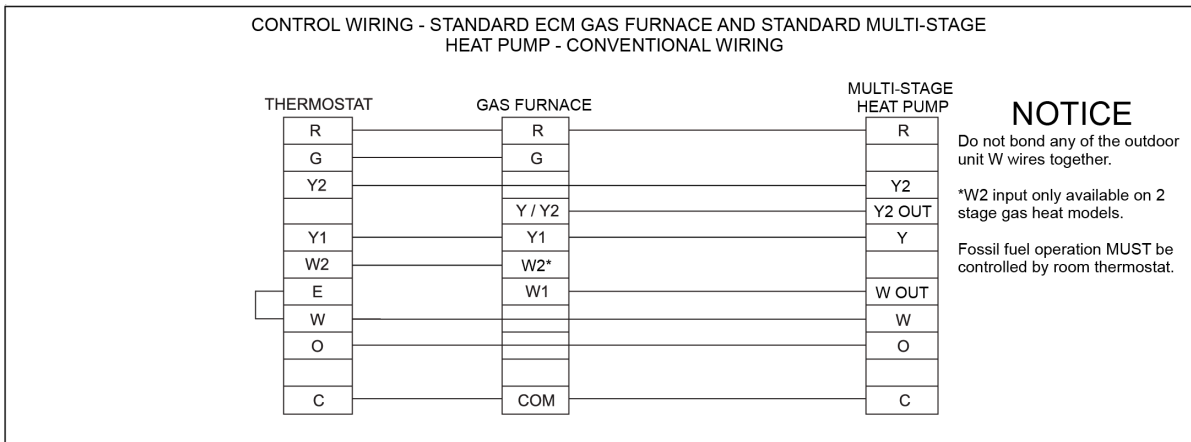 CONTROL WIRING - STANDARD ECM GAS FURNACE AND STANDARD MULTI-STAGE
HEAT PUMP - CONVENTIONAL WIRING
THERMOSTAT
R
G
Y2
Y1
W2
E
W
O
C
GAS FURNACE
R
G
Y / Y2
Y1
W2*
W1
COM
MULTI-STAGE
HEAT PUMP
R
Y2
Y2 OUT
Y
W OUT
W
O
C
NOTICE
Do not bond any of the outdoor
unit W wires together.
*W2 input only available on 2
stage gas heat models.
Fossil fuel operation MUST be
controlled by room thermostat.